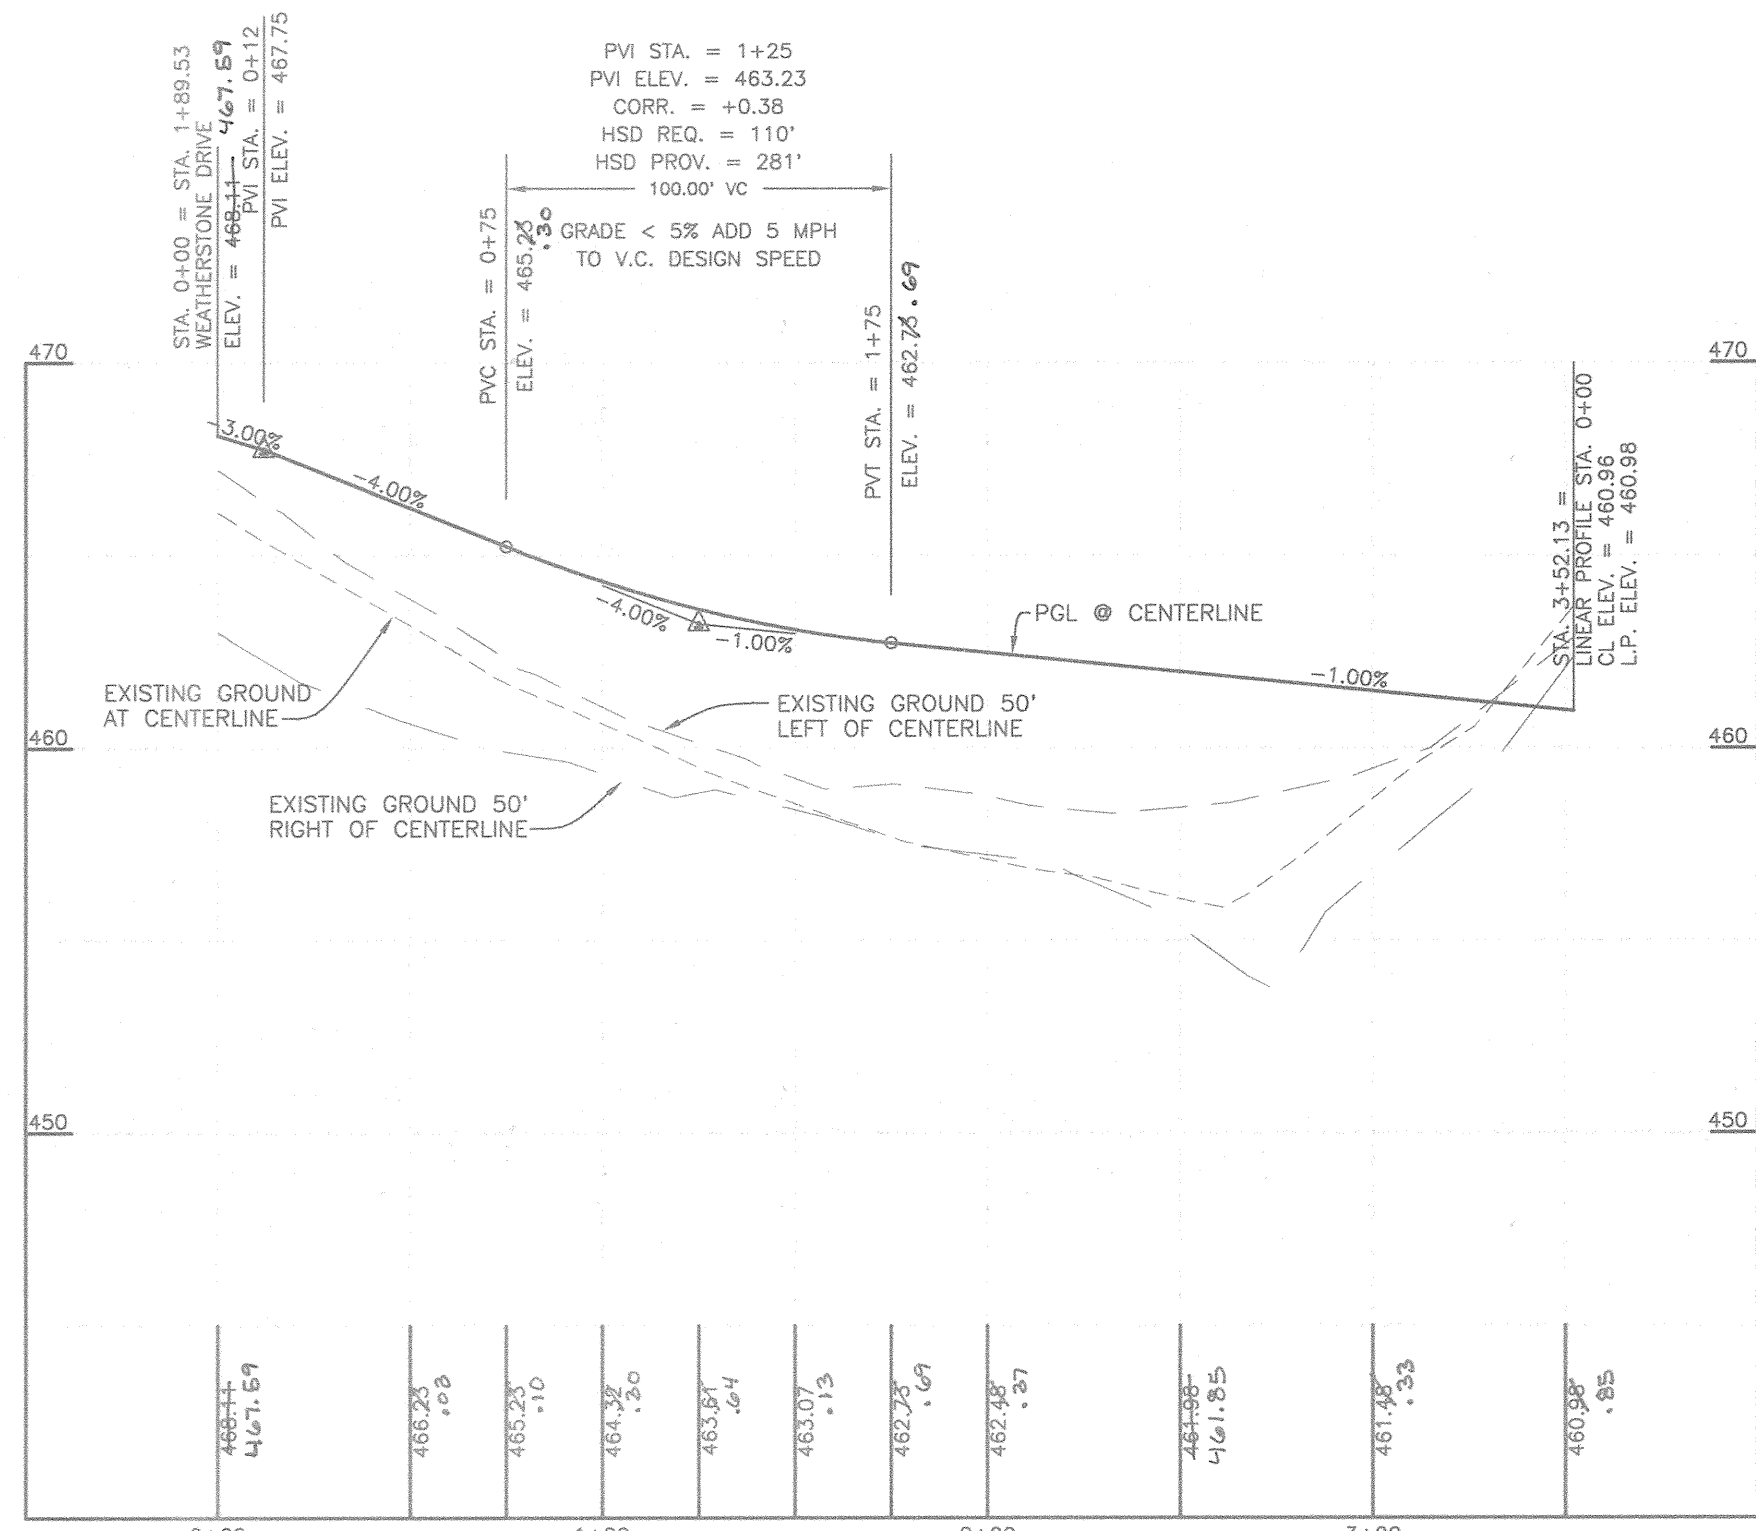 STA. 0+00 = STA. 1+89.53
WEATHERSTONE DRIVE
ELEV. = 468.11 467.59
PVI STA. = 0+12
PVI ELEV. = 467.75
PVI STA. = 1+25
PVI ELEV. = 463.23
CORR. = +0.38
HSD REQ. = 110'
HSD PROV. = 281'
100.00' VC
GRADE < 5% ADD 5 MPH
TO V.C. DESIGN SPEED
PVC STA. = 0+75
ELEV. = 465.23 .30
PVT STA. = 1+75
ELEV. = 462.73 .69
470
470
-3.00%
-4.00%
-4.00%
-1.00%
PGL @ CENTERLINE
-1.00%
STA. 3+52.13 =
LINEAR PROFILE STA. 0+00
CL ELEV. = 460.96
L.P. ELEV. = 460.98
EXISTING GROUND
AT CENTERLINE
EXISTING GROUND 50'
LEFT OF CENTERLINE
460
460
EXISTING GROUND 50'
RIGHT OF CENTERLINE
450
450
468.11
467.59
466.23
.03
465.23
.10
464.32
.30
463.61
.64
463.07
.13
462.73
.69
462.48
.37
461.98
461.85
461.48
.33
460.98
.85